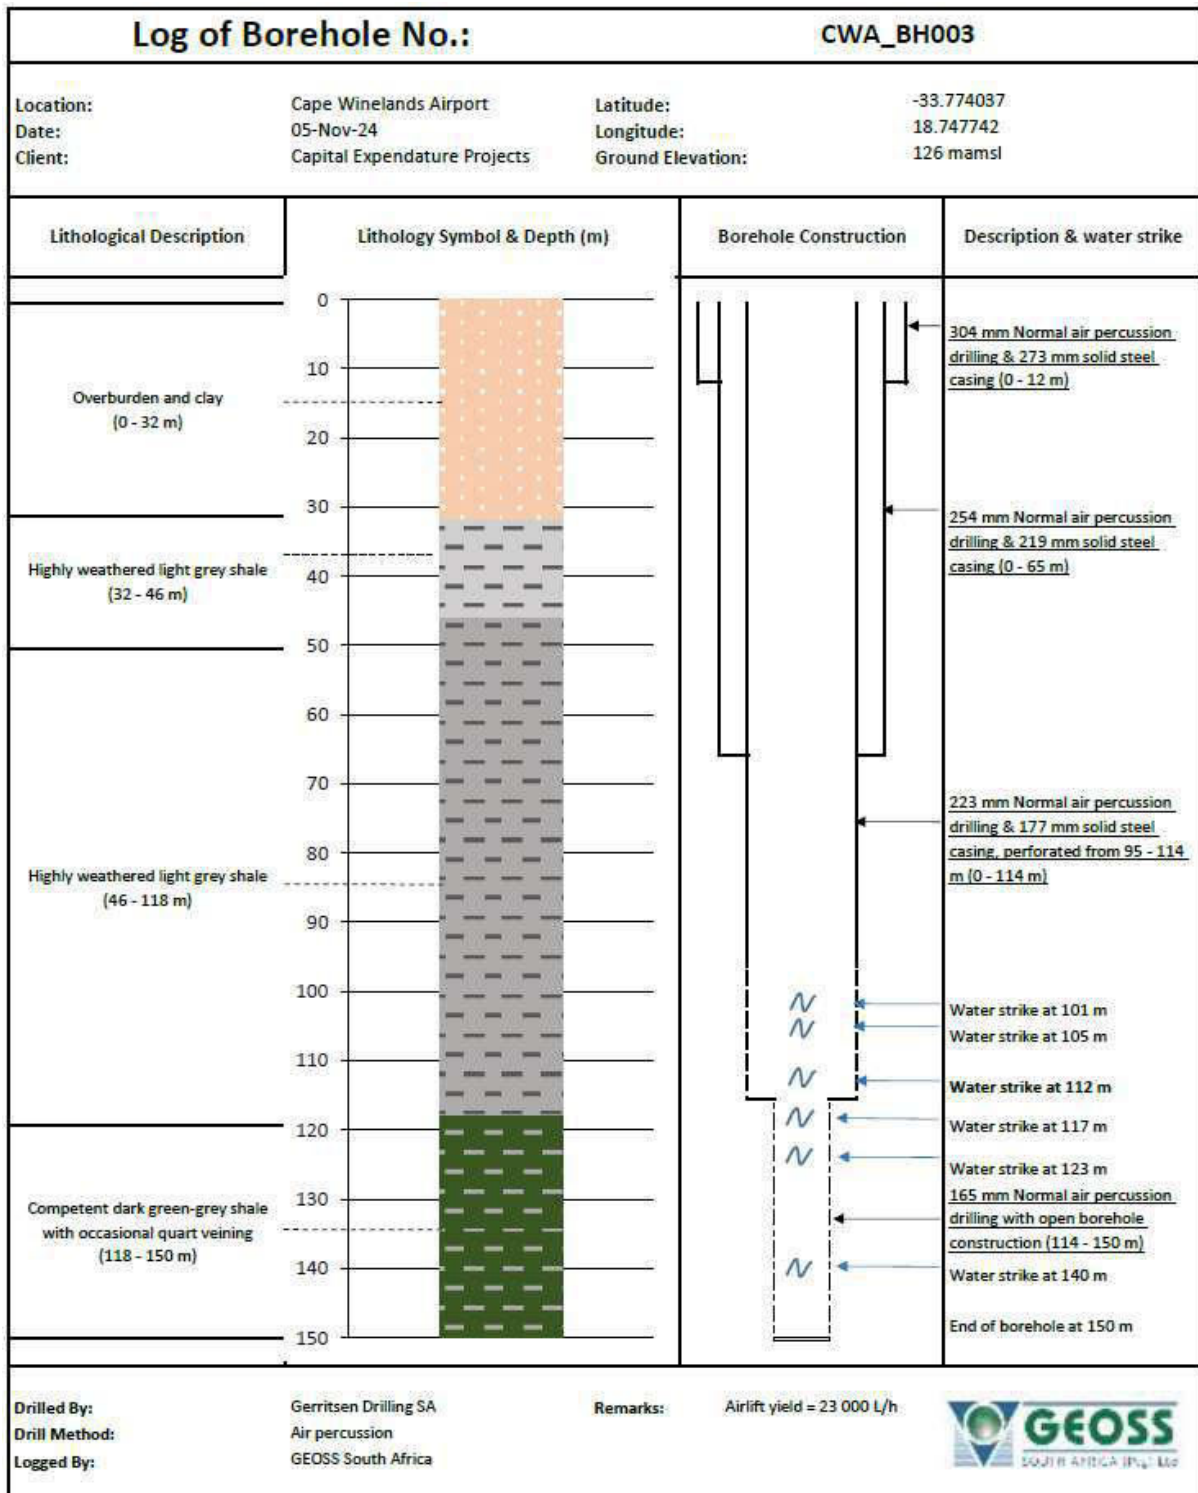 Log of Borehole No.: CWA_BH003
Location: Cape Winelands Airport Latitude: -33.774037
Date: 05-Nov-24 Longitude: 18.747742
Client: Capital Expendature Projects Ground Elevation: 126 mamsl
Lithological Description Lithology Symbol & Depth (m) Borehole Construction Description & water strike
Overburden and clay
(0 - 32 m)
Highly weathered light grey shale
(32 - 46 m)
Highly weathered light grey shale
(46 - 118 m)
Competent dark green-grey shale
with occasional quart veining
(118 - 150 m)
0
10
20
30
40
50
60
70
80
90
100
110
120
130
140
150
304 mm Normal air percussion
drilling & 273 mm solid steel
casing (0 - 12 m)
254 mm Normal air percussion
drilling & 219 mm solid steel
casing (0 - 65 m)
223 mm Normal air percussion
drilling & 177 mm solid steel
casing, perforated from 95 - 114
m (0 - 114 m)
Water strike at 101 m
Water strike at 105 m
Water strike at 112 m
Water strike at 117 m
Water strike at 123 m
165 mm Normal air percussion
drilling with open borehole
construction (114 - 150 m)
Water strike at 140 m
End of borehole at 150 m
Drilled By: Gerritsen Drilling SA Remarks: Airlift yield = 23 000 L/h
Drill Method: Air percussion
Logged By: GEOSS South Africa
GEOSS
SOUTH AFRICA (Pty) Ltd